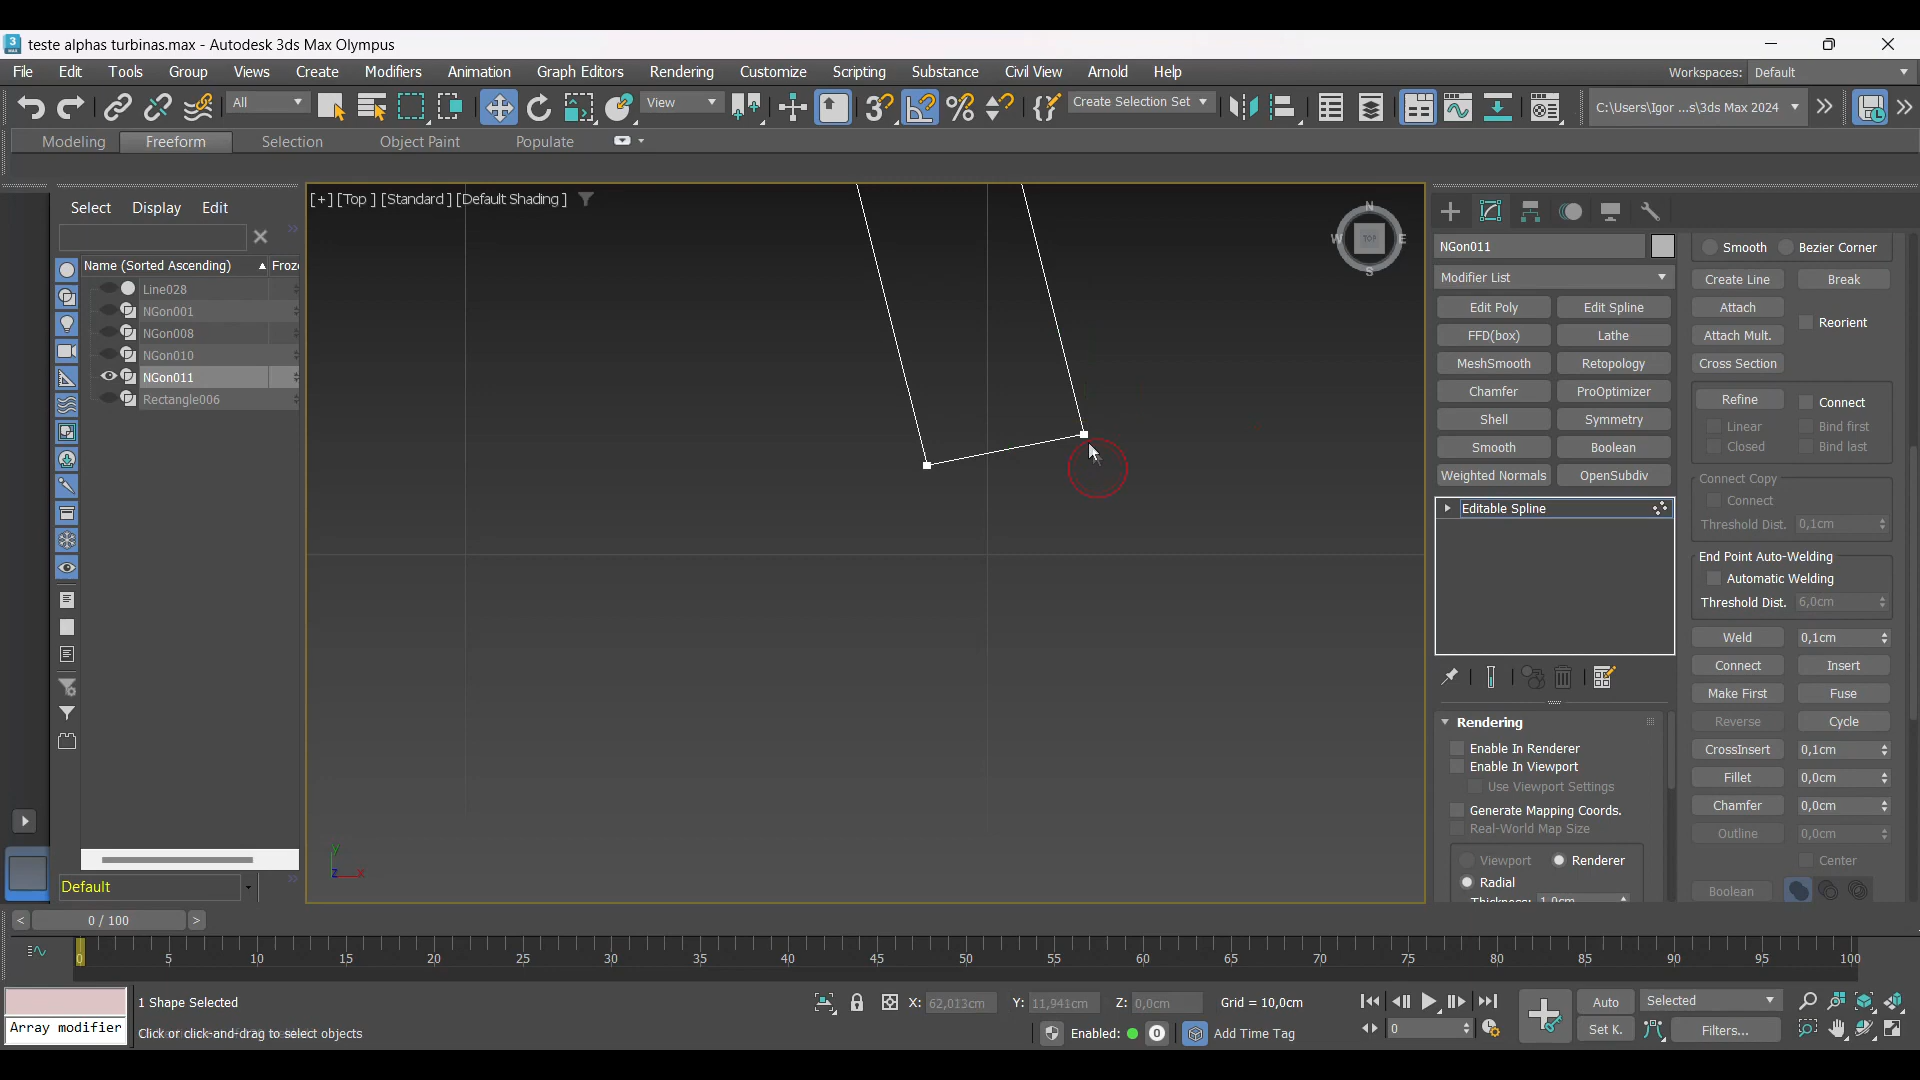 teste alphas turbinas.max - Autodesk 3ds Max Olympus
File Edit Tools Group Views Create Modifiers Animation Graph Editors Rendering Customize Scripting Substance Civil View Arnold Help Workspaces: Default
All View Create Selection Set C:\Users\Igor ...s\3ds Max 2024
Modeling Freeform Selection Object Paint Populate
Select Display Edit
[+] [Top ] [Standard ] [Default Shading ]
N
W TOP E
S
Name (Sorted Ascending) Froze
Line028
NGon001
NGon008
NGon010
NGon011
Rectangle006
Default
NGon011
Modifier List
Edit Poly Edit Spline
FFD(box) Lathe
MeshSmooth Retopology
Chamfer ProOptimizer
Shell Symmetry
Smooth Boolean
Weighted Normals OpenSubdiv
Editable Spline
Rendering
Enable In Renderer
Enable In Viewport
Use Viewport Settings
Generate Mapping Coords.
Real-World Map Size
Viewport Renderer
Radial
Thickness: 1,0cm
Smooth Bezier Corner
Create Line Break
Attach
Reorient
Attach Mult.
Cross Section
Refine Connect
Linear Bind first
Closed Bind last
Connect Copy
Connect
Threshold Dist. 0,1cm
End Point Auto-Welding
Automatic Welding
Threshold Dist. 6,0cm
Weld 0,1cm
Connect Insert
Make First Fuse
Reverse Cycle
CrossInsert 0,1cm
Fillet 0,0cm
Chamfer 0,0cm
Outline 0,0cm
Center
Boolean
y
z x
< 0 / 100 >
0 5 10 15 20 25 30 35 40 45 50 55 60 65 70 75 80 85 90 95 100
1 Shape Selected X: 62,013cm Y: 11,941cm Z: 0,0cm Grid = 10,0cm Auto Selected
Array modifier Click or click-and-drag to select objects Enabled: 0 Add Time Tag 0 Set K. Filters...